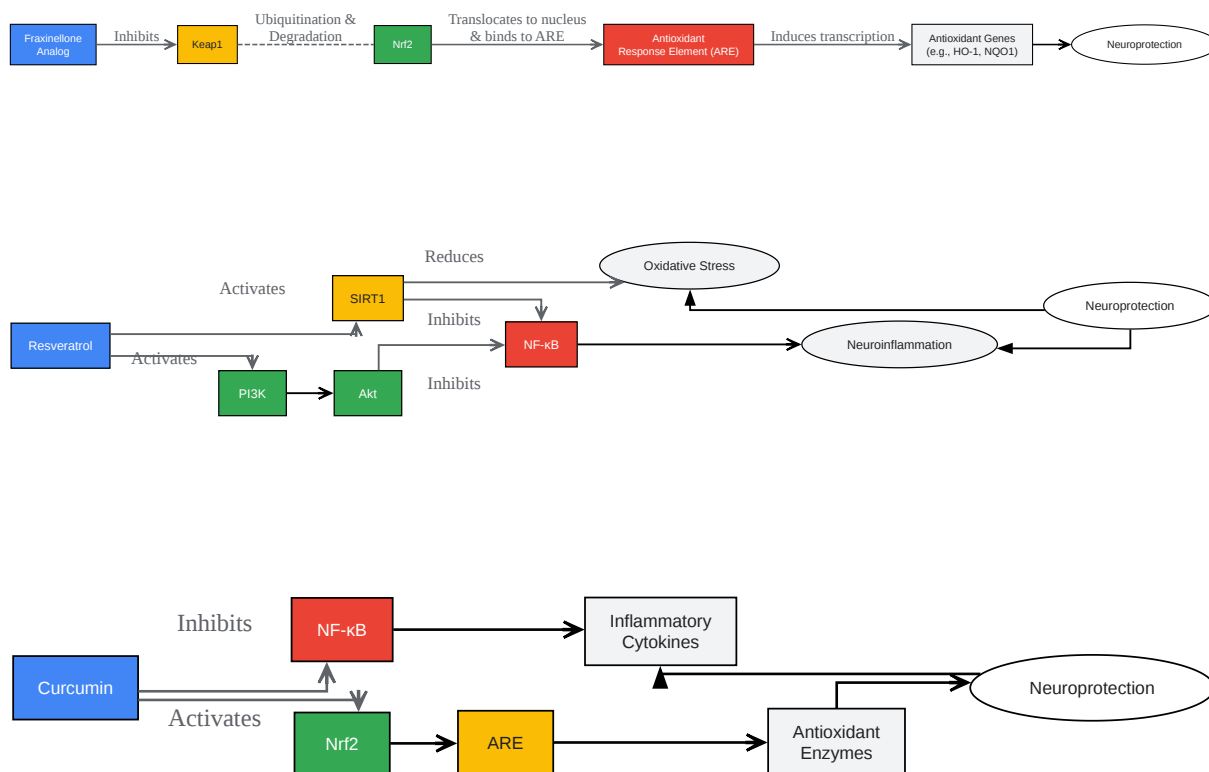 Fraxinellone
Analog
Inhibits
Keap1
Ubiquitination &
Degradation
Nrf2
Translocates to nucleus
& binds to ARE
Antioxidant
Response Element (ARE)
Induces transcription
Antioxidant Genes
(e.g., HO-1, NQO1)
Neuroprotection
Resveratrol
Activates
Activates
SIRT1
PI3K
Akt
Reduces
Inhibits
Inhibits
NF-κB
Oxidative Stress
Neuroinflammation
Neuroprotection
Curcumin
Inhibits
Activates
NF-κB
Nrf2
ARE
Inflammatory
Cytokines
Antioxidant
Enzymes
Neuroprotection